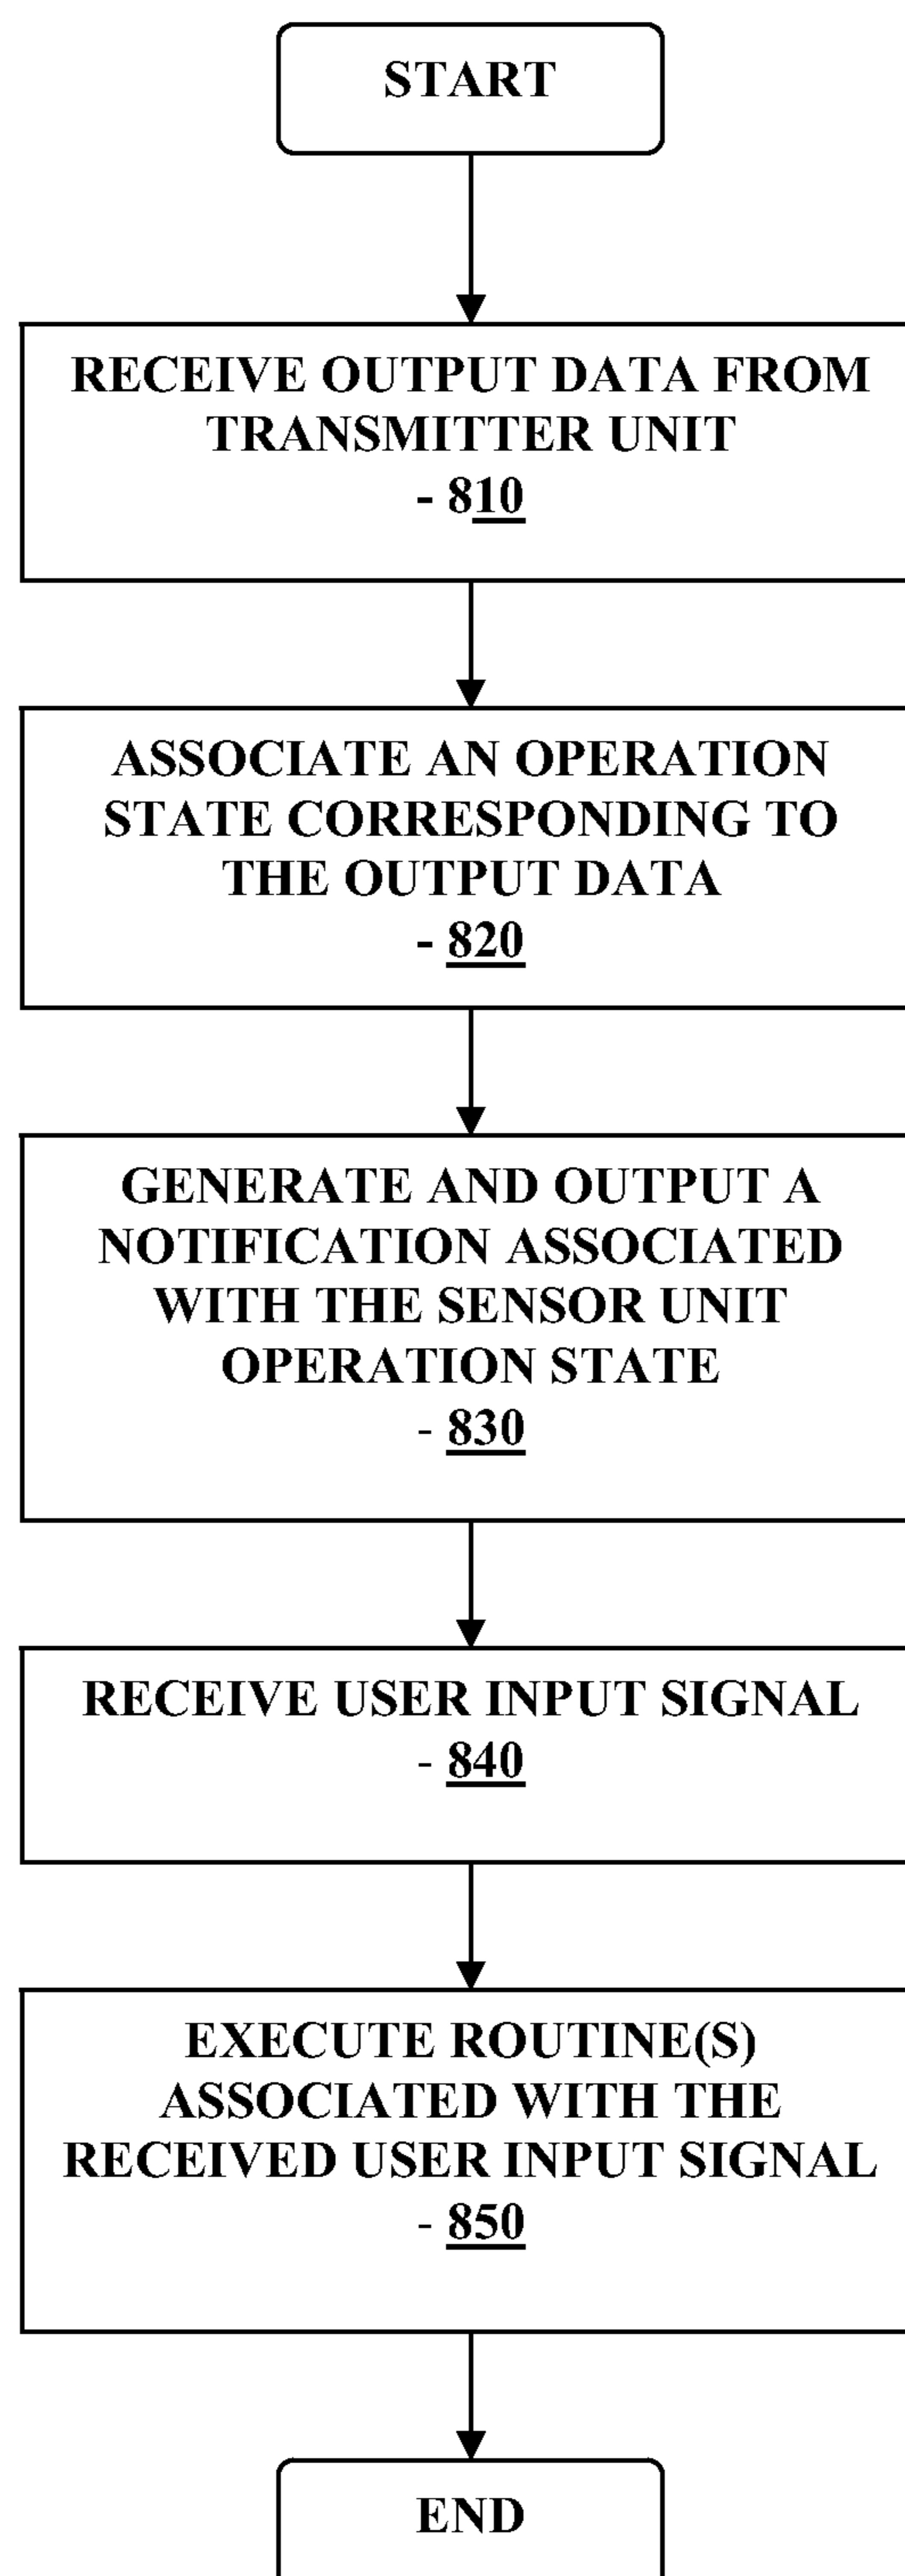 START
RECEIVE OUTPUT DATA FROM
TRANSMITTER UNIT
- 810
ASSOCIATE AN OPERATION
STATE CORRESPONDING TO
THE OUTPUT DATA
- 820
GENERATE AND OUTPUT A
NOTIFICATION ASSOCIATED
WITH THE SENSOR UNIT
OPERATION STATE
- 830
RECEIVE USER INPUT SIGNAL
- 840
EXECUTE ROUTINE(S)
ASSOCIATED WITH THE
RECEIVED USER INPUT SIGNAL
- 850
END